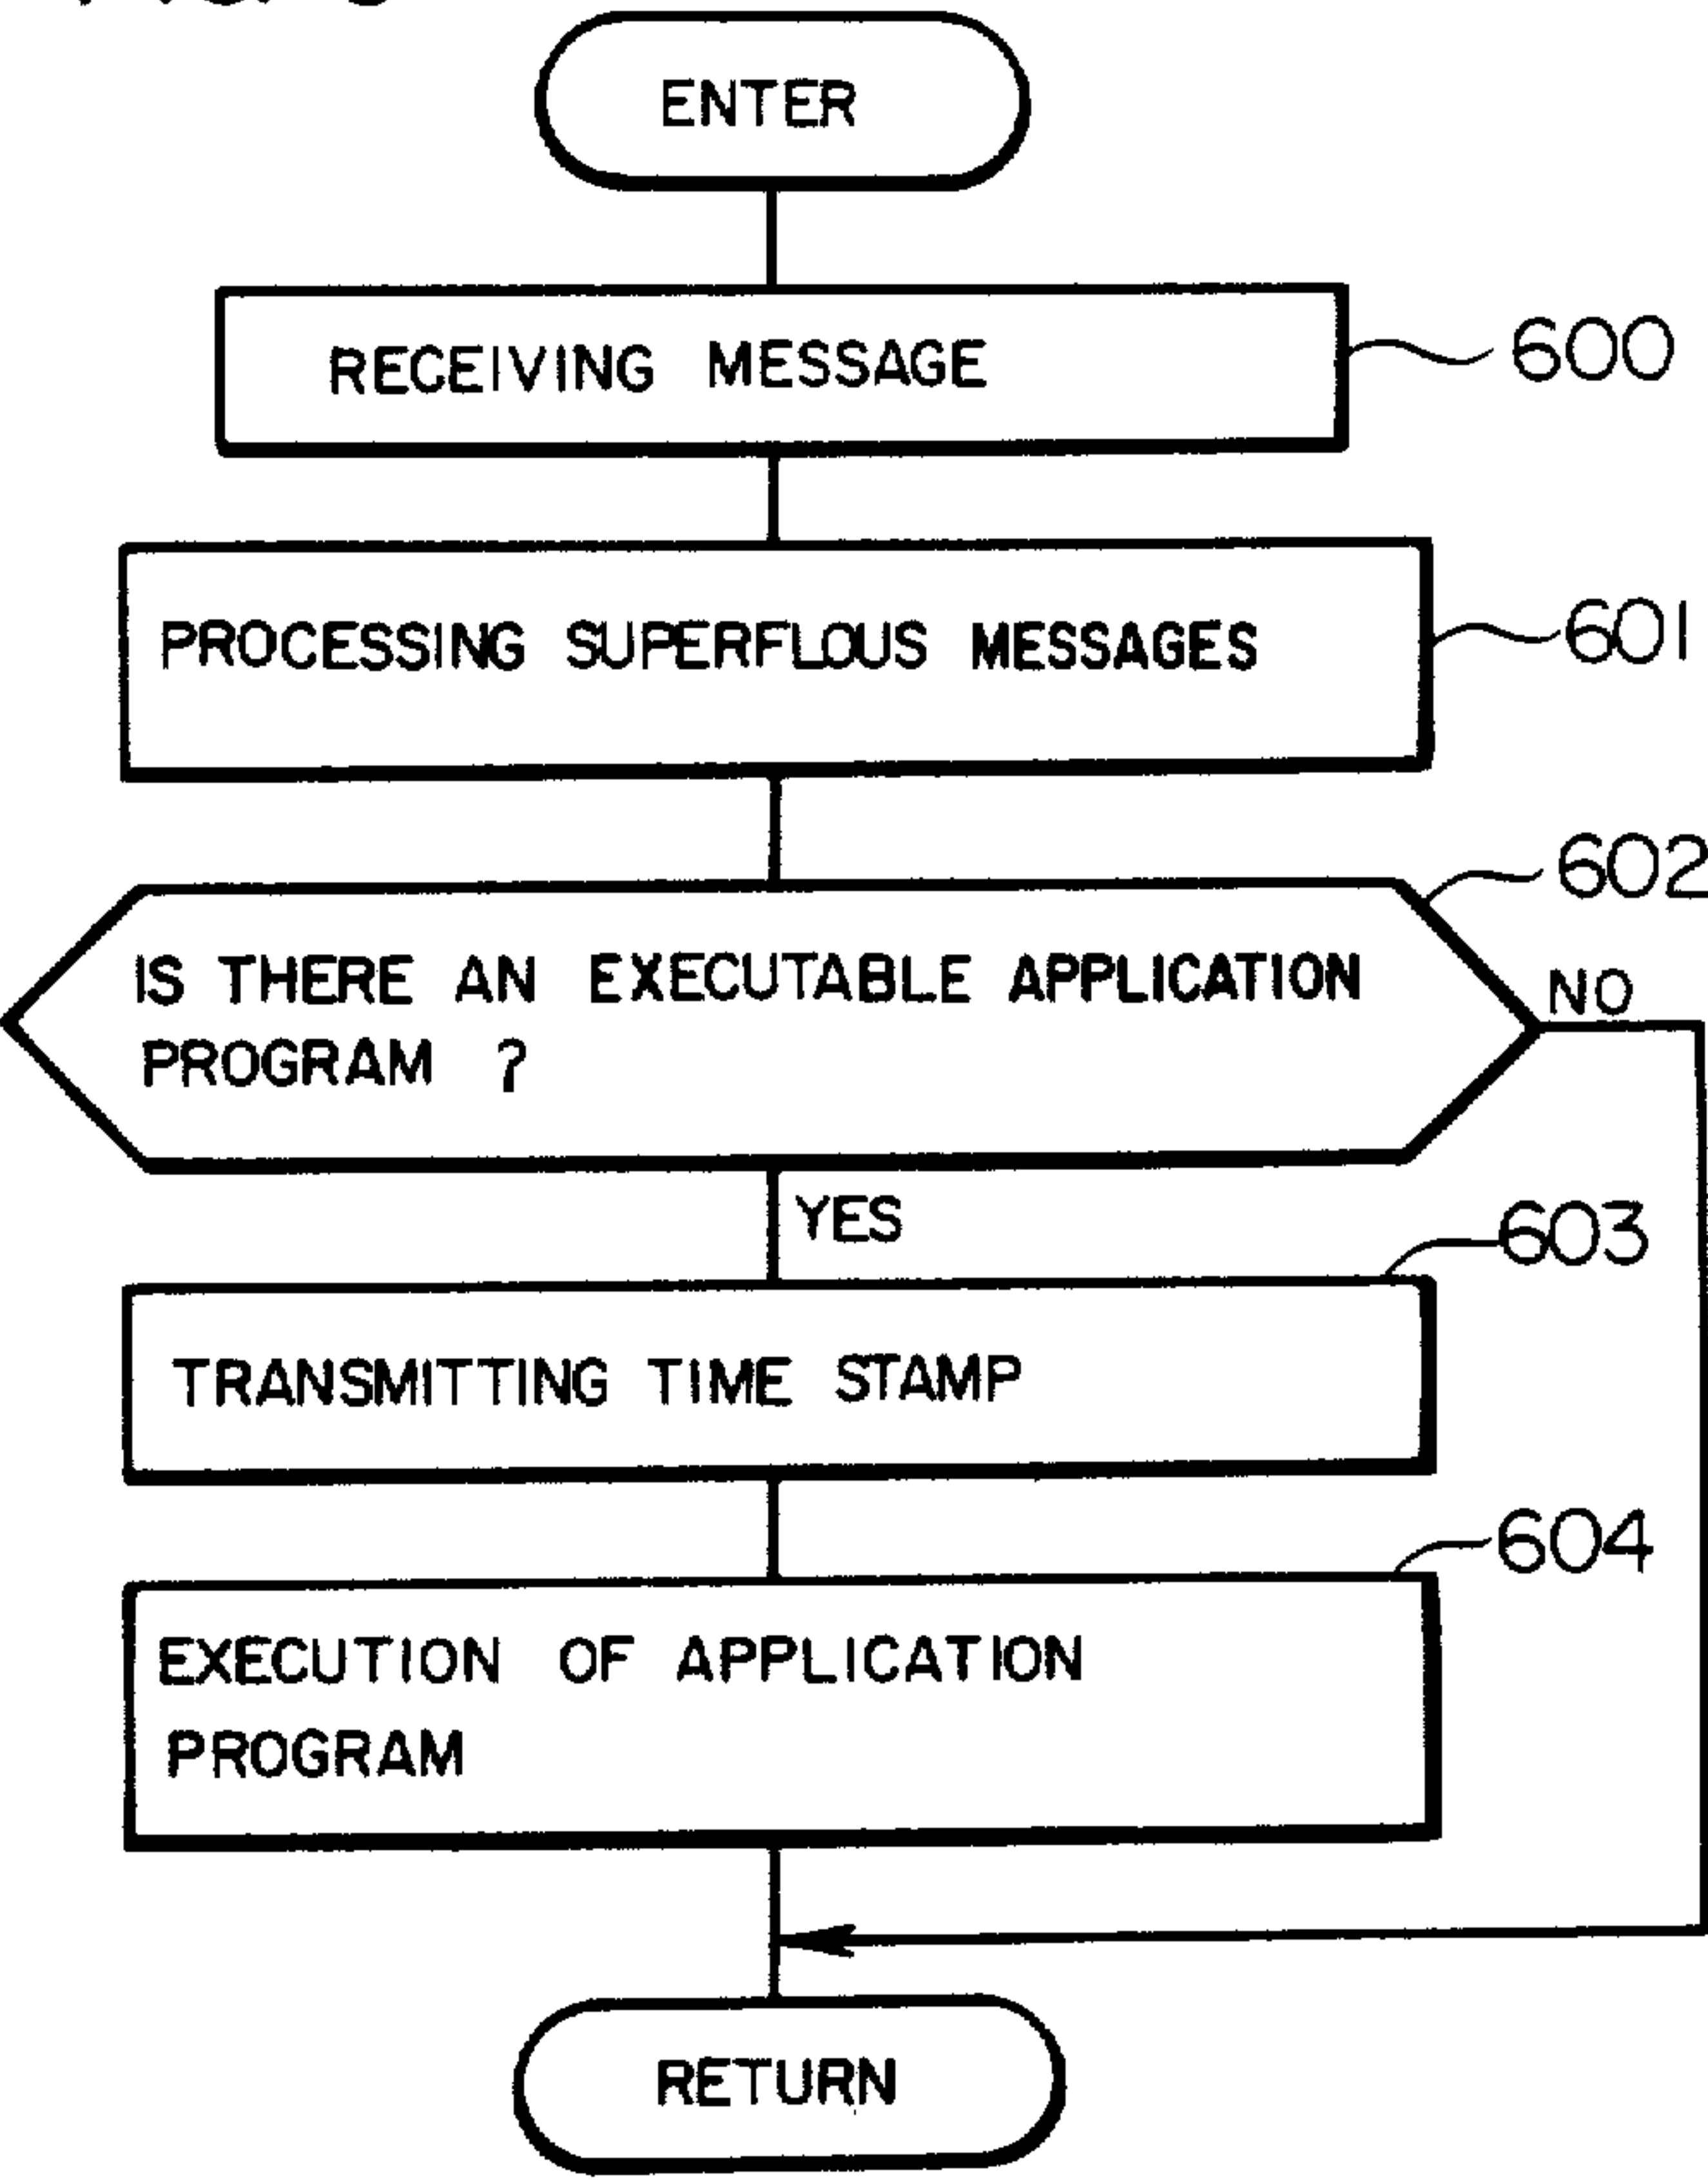 ENTER
RECEIVING MESSAGE
600
PROCESSING SUPERFLOUS MESSAGES
601
602
IS THERE AN EXECUTABLE APPLICATION
PROGRAM ?
NO
YES
603
TRANSMITTING TIME STAMP
604
EXECUTION OF APPLICATION
PROGRAM
RETURN